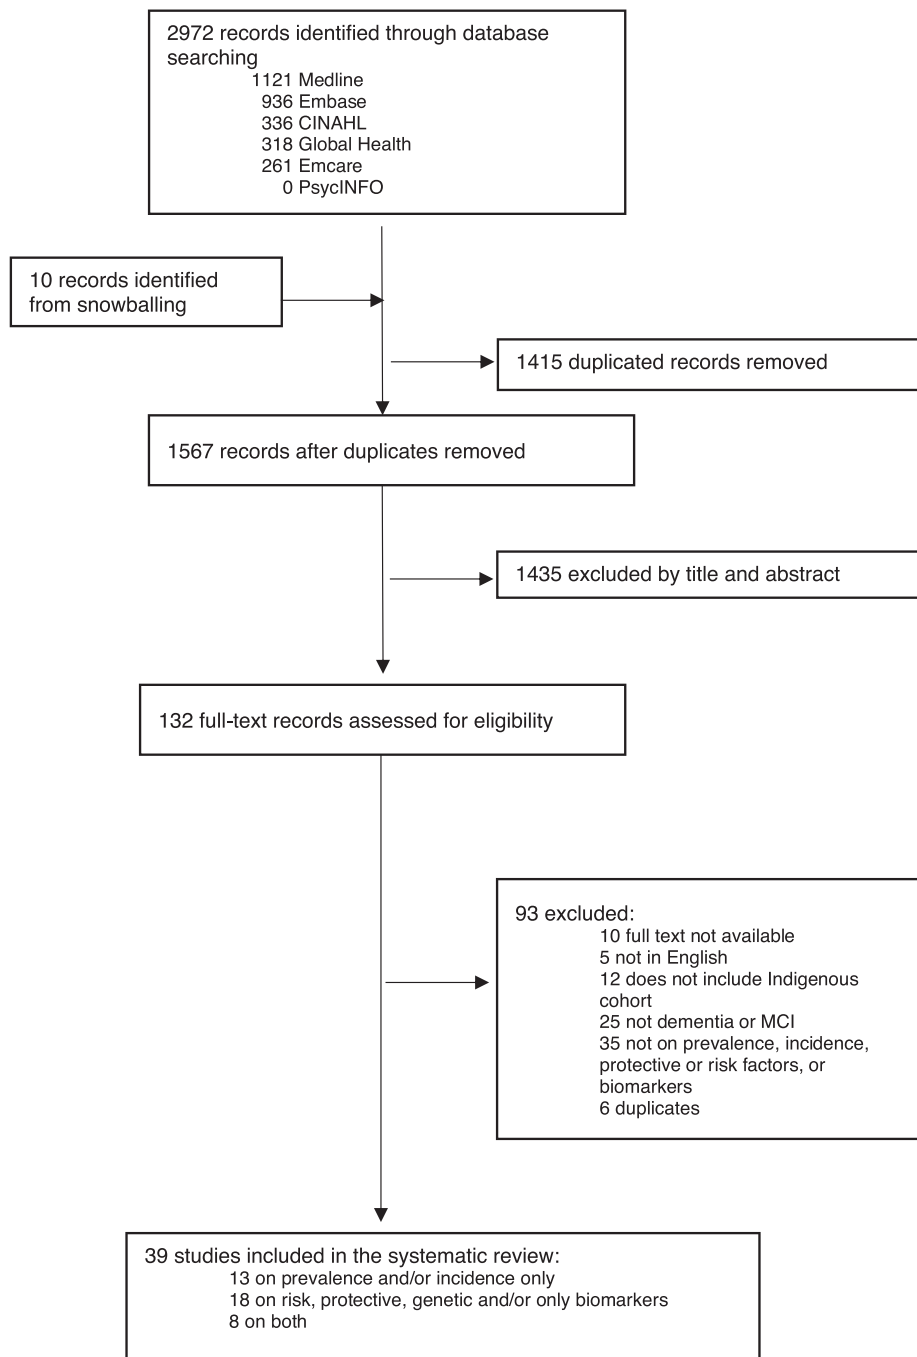 2972 records identified through database
searching
1121 Medline
936 Embase
336 CINAHL
318 Global Health
261 Emcare
0 PsycINFO
10 records identified
from snowballing
1415 duplicated records removed
1567 records after duplicates removed
1435 excluded by title and abstract
132 full-text records assessed for eligibility
93 excluded:
10 full text not available
5 not in English
12 does not include Indigenous
cohort
25 not dementia or MCI
35 not on prevalence, incidence,
protective or risk factors, or
biomarkers
6 duplicates
39 studies included in the systematic review:
13 on prevalence and/or incidence only
18 on risk, protective, genetic and/or only biomarkers
8 on both